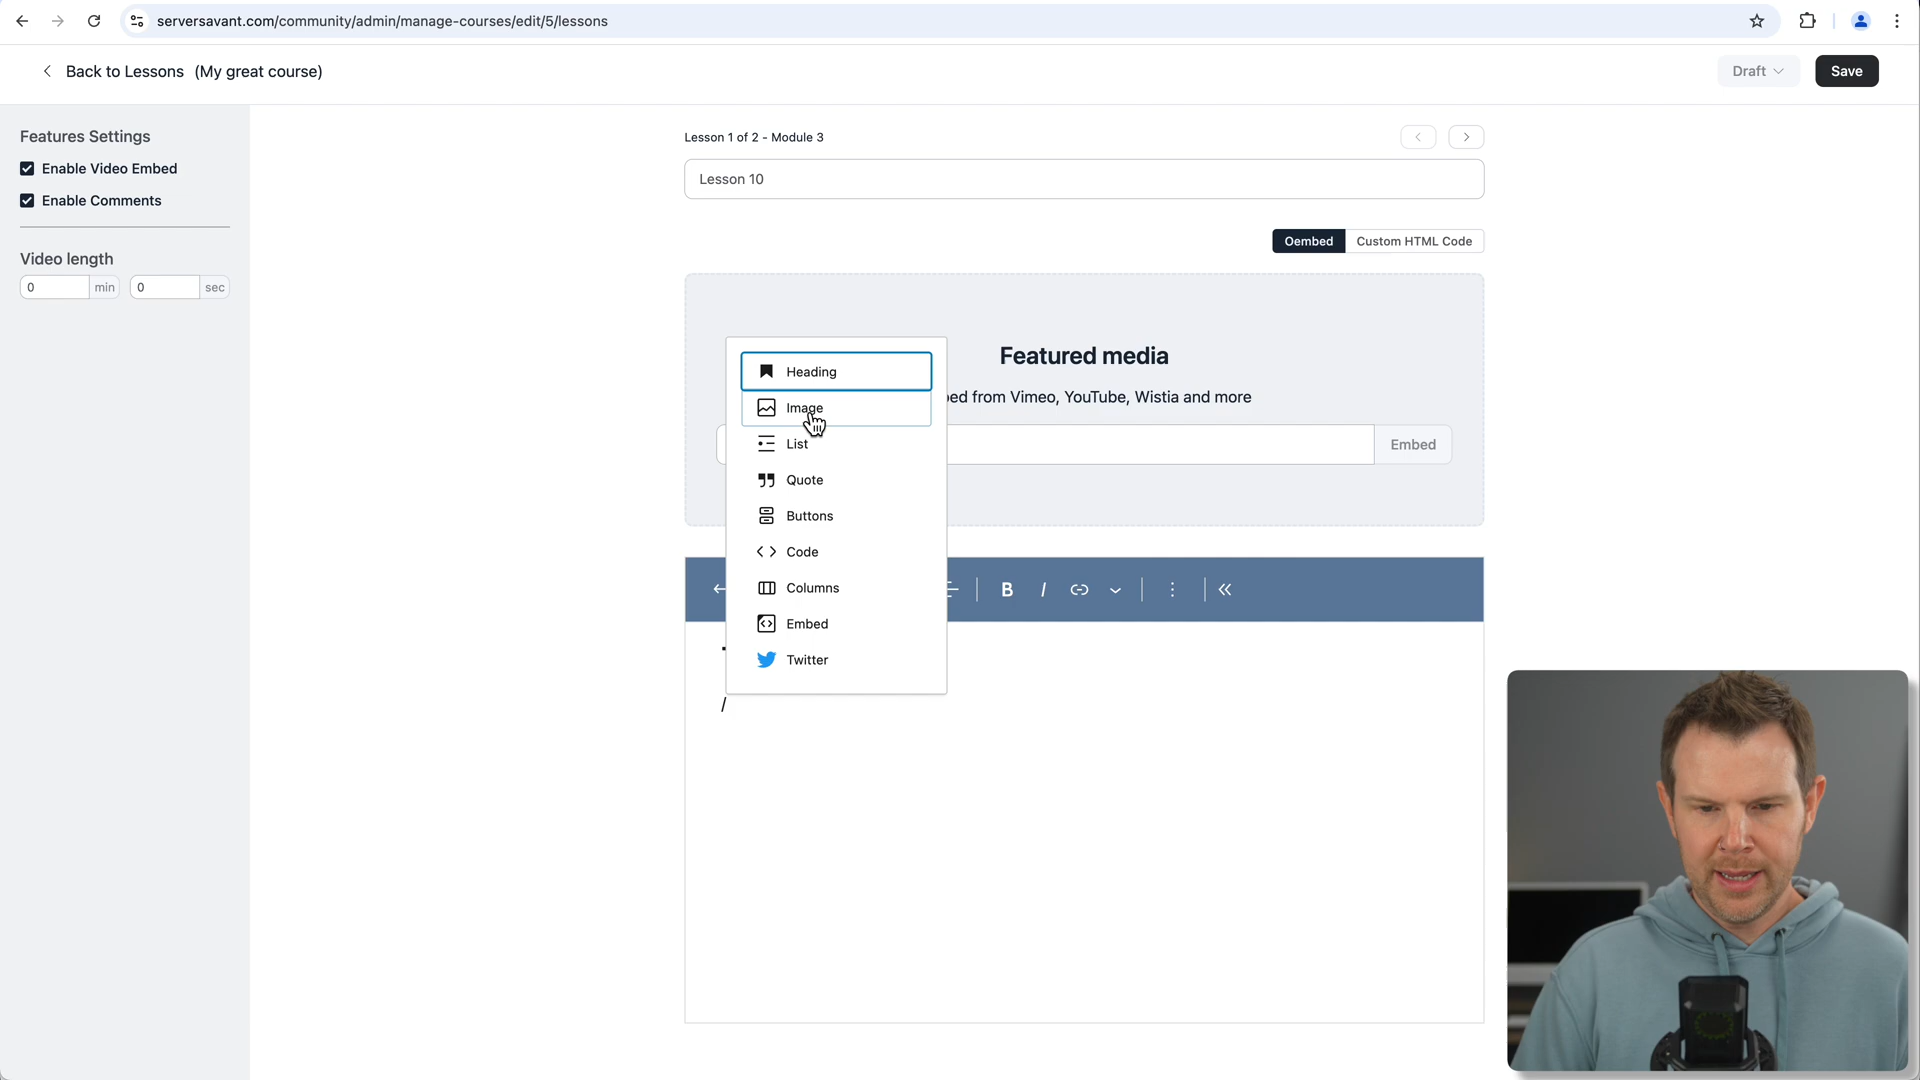 serversavant.com/community/admin/manage-courses/edit/5/lessons
Back to Lessons (My great course)
Draft
Save
Features Settings
Enable Video Embed
Enable Comments
Video length
0 min 0 sec
Lesson 1 of 2 - Module 3
Lesson 10
Oembed Custom HTML Code
Featured media
from Vimeo, YouTube, Wistia and more
Embed
Heading
Image
List
Quote
Buttons
Code
Columns
Embed
Twitter
B I
/